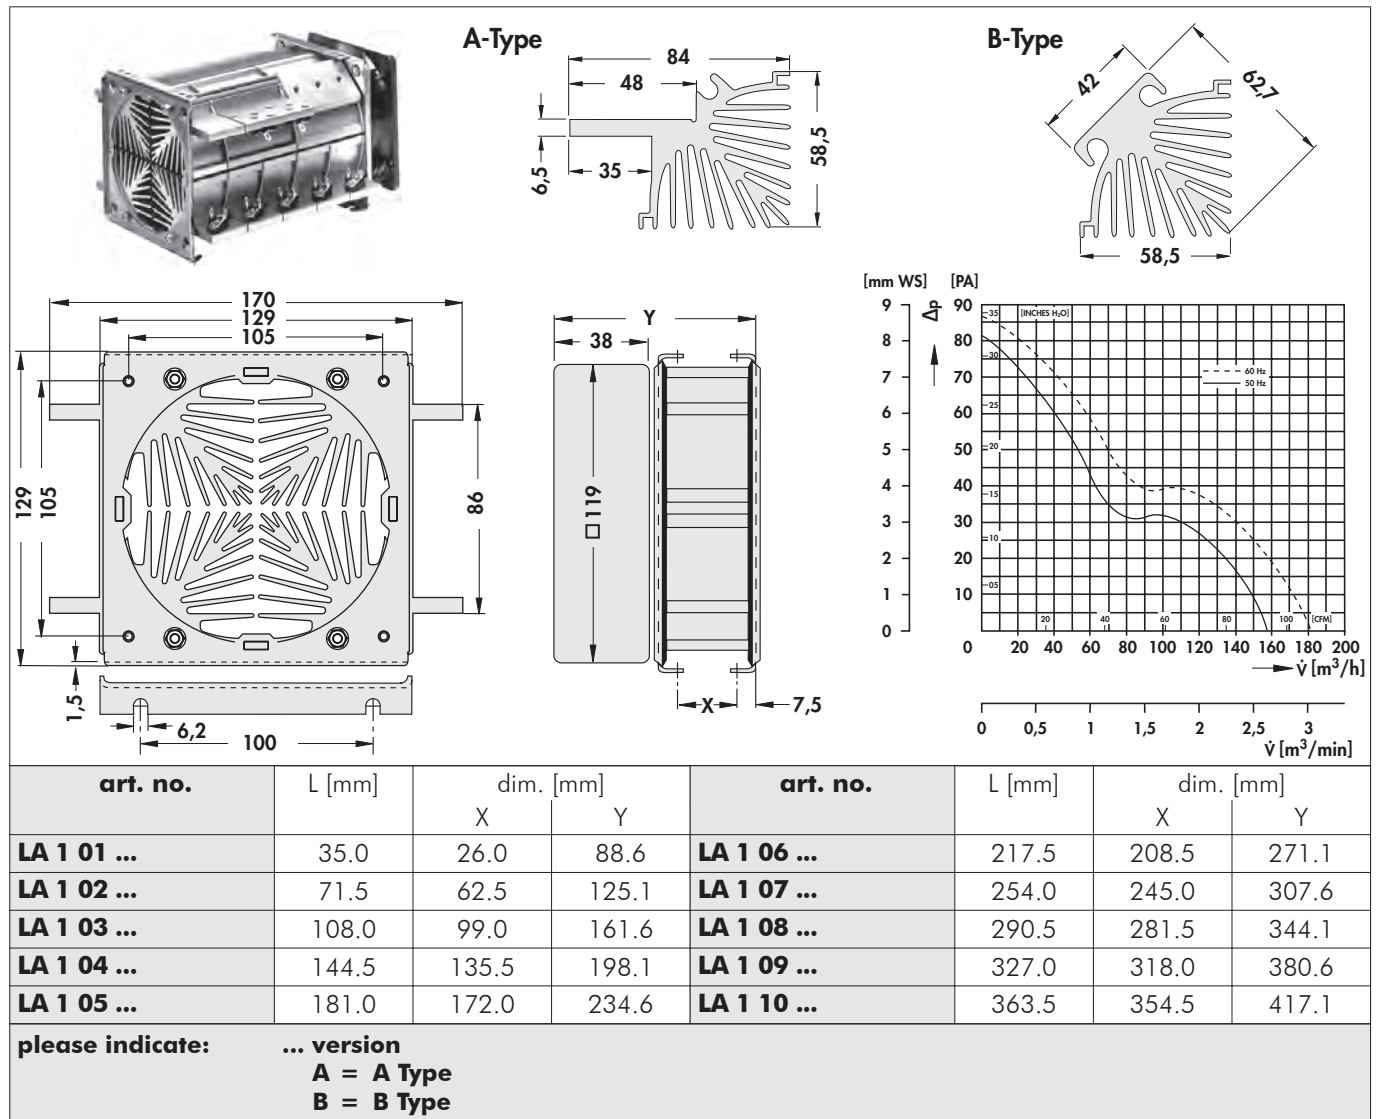 A-Type
84
48
35
6,5
58,5
B-Type
42
62,7
58,5
170
129
105
129
105
86
1,5
6,2
100
Y
38
□ 119
X
7,5
[mm WS] [PA]
Δp
9 90
8 80
7 70
6 60
5 50
4 40
3 30
2 20
1 10
0
[INCHES H₂O]
35
30
25
20
15
10
05
60 Hz
50 Hz
20 40 60 80 100 [CFM]
0 20 40 60 80 100 120 140 160 180 200
V̇ [m³/h]
0 0,5 1 1,5 2 2,5 3
V̇ [m³/min]
art. no. L [mm] dim. [mm] art. no. L [mm] dim. [mm]
X Y X Y
LA 1 01 ... 35.0 26.0 88.6 LA 1 06 ... 217.5 208.5 271.1
LA 1 02 ... 71.5 62.5 125.1 LA 1 07 ... 254.0 245.0 307.6
LA 1 03 ... 108.0 99.0 161.6 LA 1 08 ... 290.5 281.5 344.1
LA 1 04 ... 144.5 135.5 198.1 LA 1 09 ... 327.0 318.0 380.6
LA 1 05 ... 181.0 172.0 234.6 LA 1 10 ... 363.5 354.5 417.1
please indicate: ... version
A = A Type
B = B Type